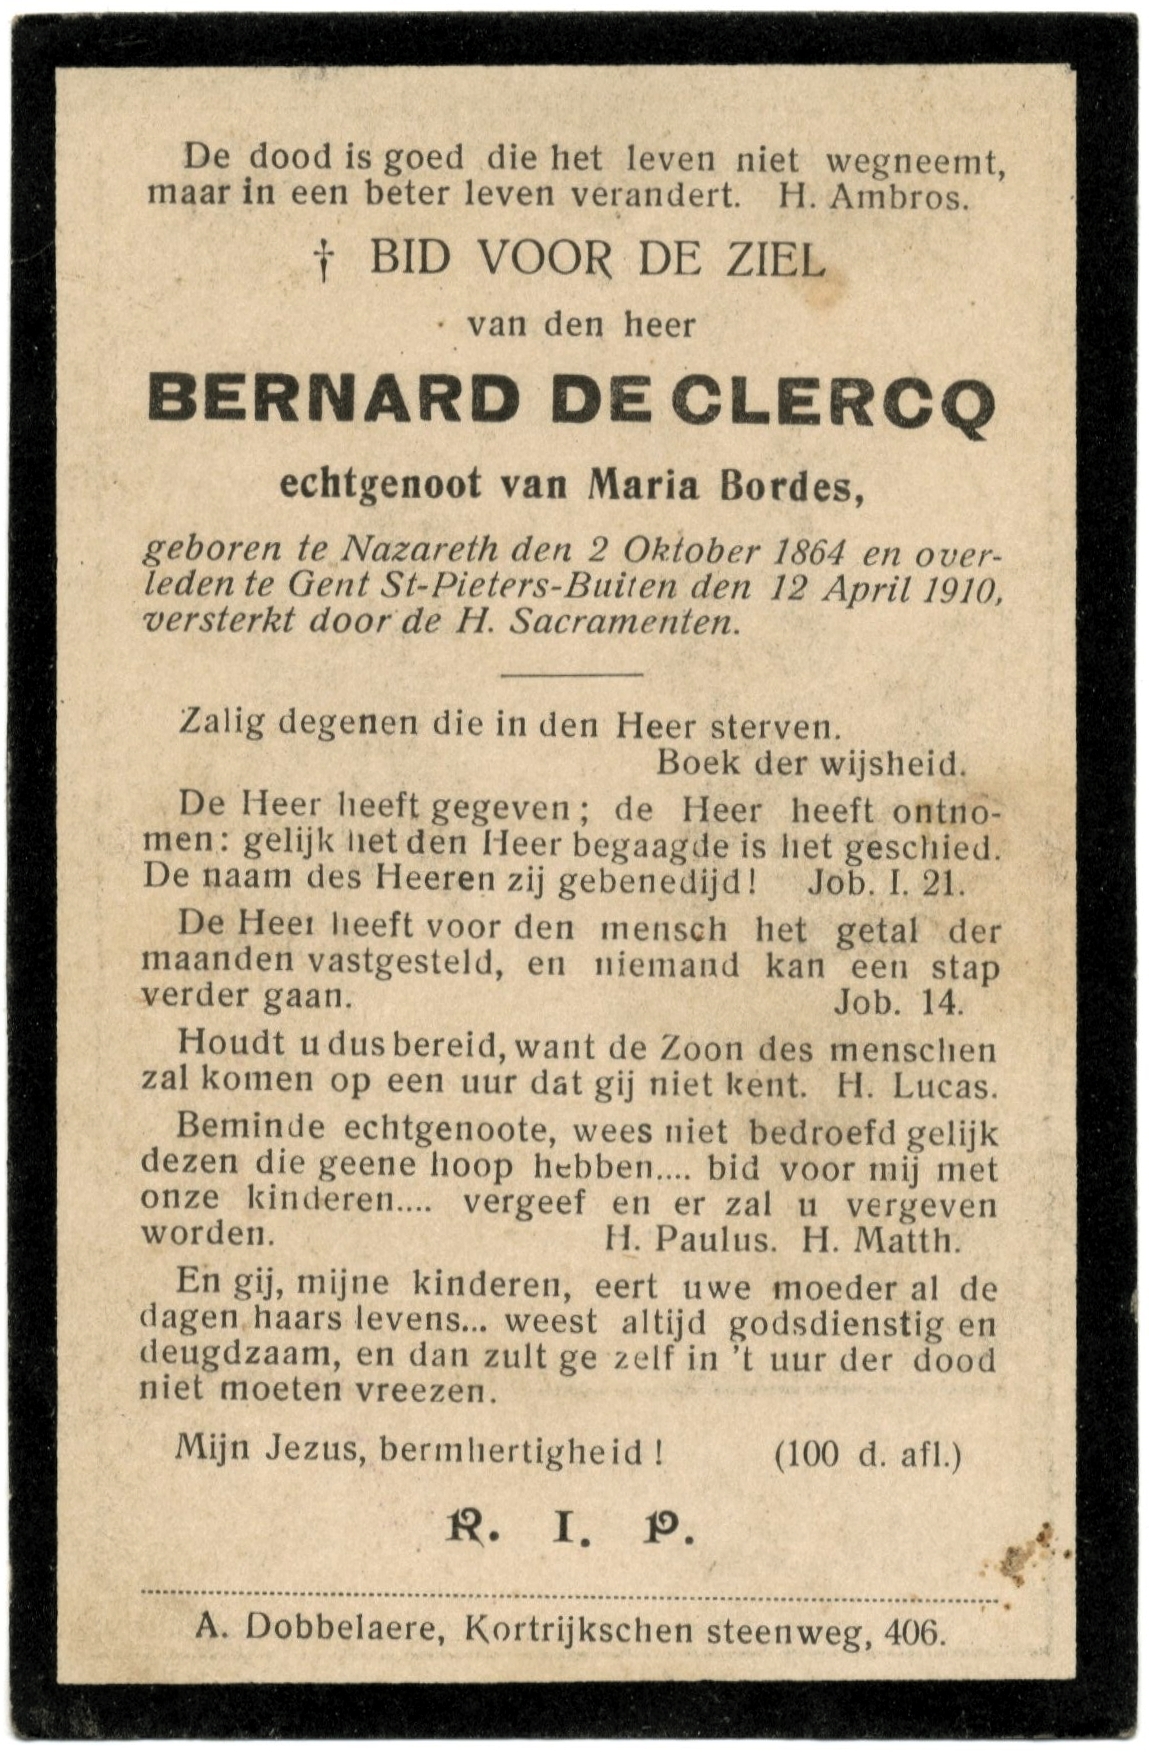 De dood is goed die het leven niet wegneemt,
maar in een beter leven verandert. H. Ambros.
† BID VOOR DE ZIEL
van den heer
BERNARD DE CLERCQ
echtgenoot van Maria Bordes,
geboren te Nazareth den 2 Oktober 1864 en over-
leden te Gent St-Pieters-Buiten den 12 April 1910,
versterkt door de H. Sacramenten.
Zalig degenen die in den Heer sterven.
Boek der wijsheid.
De Heer heeft gegeven; de Heer heeft ontno-
men: gelijk het den Heer begaagde is het geschied.
De naam des Heeren zij gebenedijd! Job. I. 21.
De Heer heeft voor den mensch het getal der
maanden vastgesteld, en niemand kan een stap
verder gaan. Job. 14.
Houdt u dus bereid, want de Zoon des menschen
zal komen op een uur dat gij niet kent. H. Lucas.
Beminde echtgenoote, wees niet bedroefd gelijk
dezen die geene hoop hebben.... bid voor mij met
onze kinderen.... vergeef en er zal u vergeven
worden. H. Paulus. H. Matth.
En gij, mijne kinderen, eert uwe moeder al de
dagen haars levens... weest altijd godsdienstig en
deugdzaam, en dan zult ge zelf in 't uur der dood
niet moeten vreezen.
Mijn Jezus, bermhertigheid! (100 d. afl.)
R. I. P.
A. Dobbelaere, Kortrijkschen steenweg, 406.